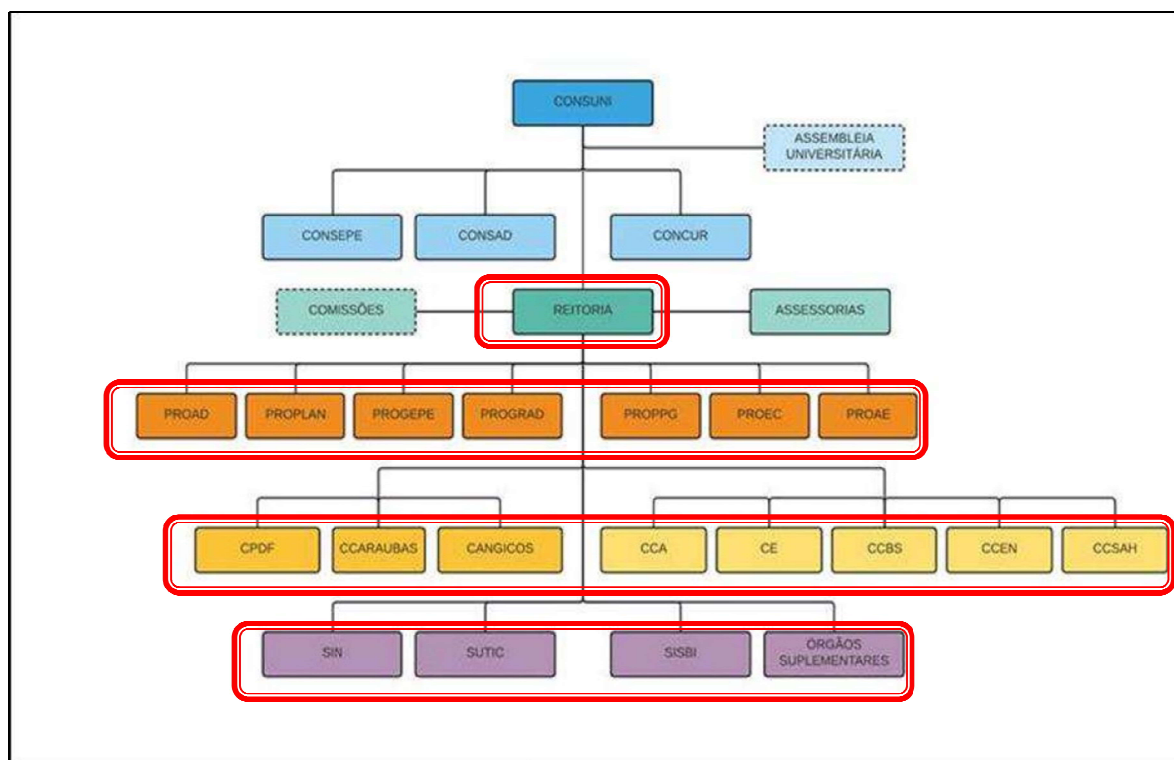 CONSUNI
ASSEMBLEIA
UNIVERSITÁRIA
CONSEPE
CONSAD
CONCUR
COMISSÕES
REITORIA
ASSESSORIAS
PROAD
PROPLAN
PROGEPE
PROGRAD
PROPPG
PROEC
PROAE
CPDF
CCARAUBAS
CANGICOS
CCA
CE
CCBS
CCEN
CCSAH
SIN
SUTIC
SISBI
ÓRGÃOS
SUPLEMENTARES